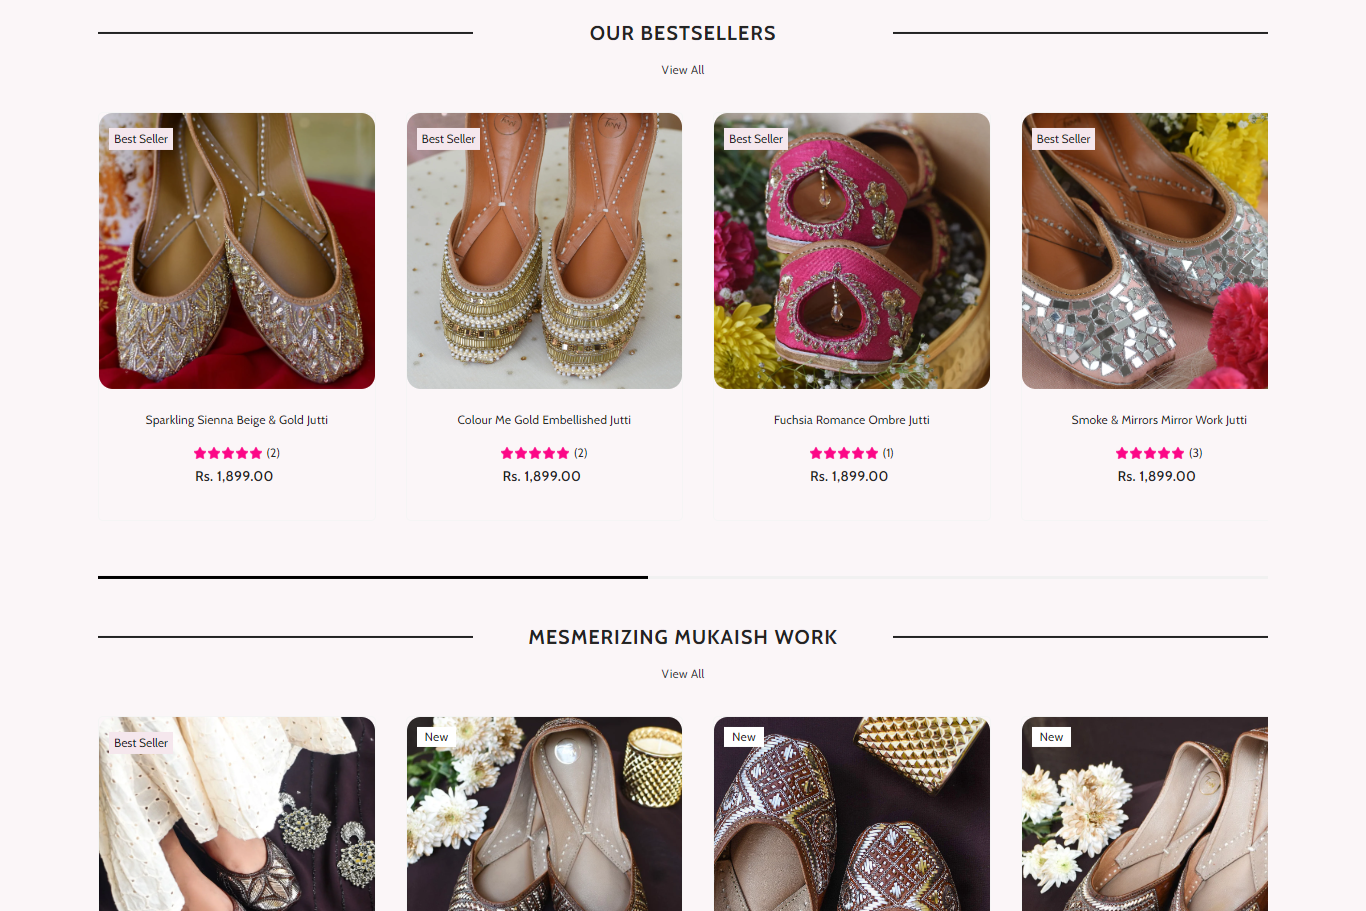 OUR BESTSELLERS
View All
Best Seller
Best Seller
Best Seller
Best Seller
Sparkling Sienna Beige & Gold Jutti
Colour Me Gold Embellished Jutti
Fuchsia Romance Ombre Jutti
Smoke & Mirrors Mirror Work Jutti
(2)
(2)
(1)
(3)
Rs. 1,899.00
Rs. 1,899.00
Rs. 1,899.00
Rs. 1,899.00
MESMERIZING MUKAISH WORK
View All
Best Seller
New
New
New